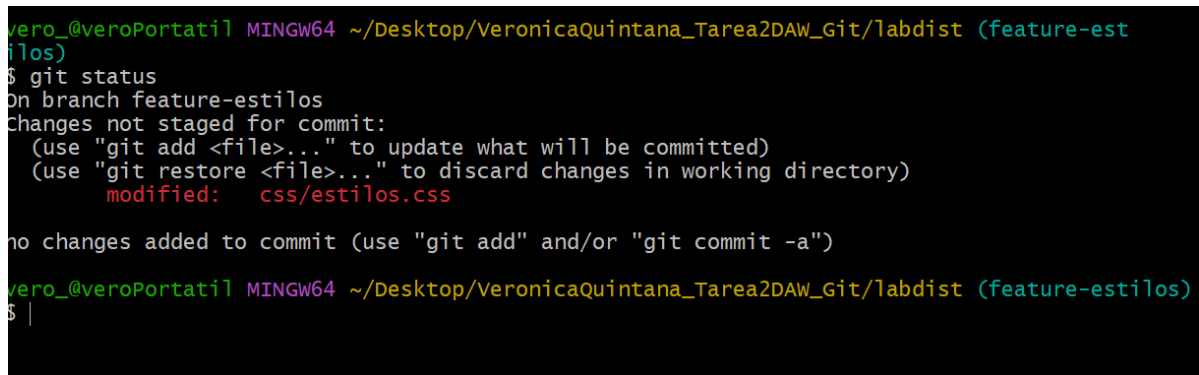 vero_@veroPortatil MINGW64 ~/Desktop/VeronicaQuintana_Tarea2DAW_Git/labdist (feature-est
ilos)
$ git status
On branch feature-estilos
Changes not staged for commit:
  (use "git add <file>..." to update what will be committed)
  (use "git restore <file>..." to discard changes in working directory)
        modified:   css/estilos.css

no changes added to commit (use "git add" and/or "git commit -a")

vero_@veroPortatil MINGW64 ~/Desktop/VeronicaQuintana_Tarea2DAW_Git/labdist (feature-estilos)
$